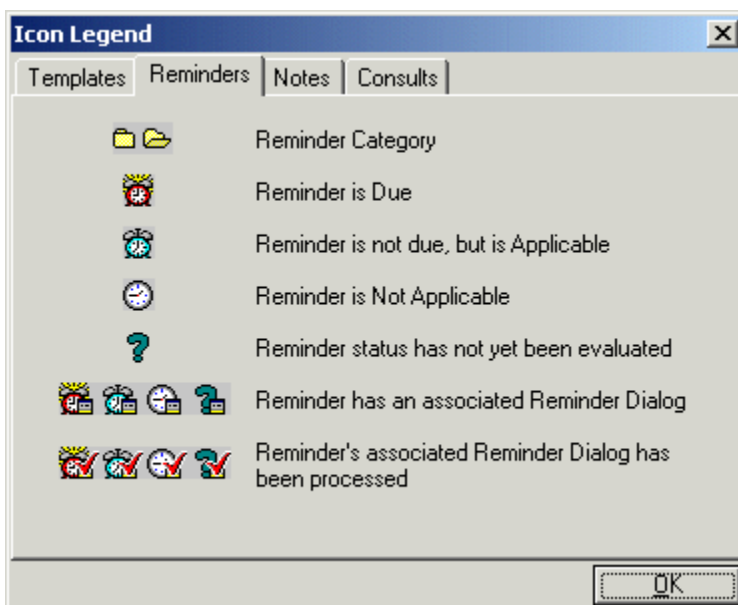 Icon Legend
Templates Reminders Notes Consults
Reminder Category
Reminder is Due
Reminder is not due, but is Applicable
Reminder is Not Applicable
Reminder status has not yet been evaluated
Reminder has an associated Reminder Dialog
Reminder's associated Reminder Dialog has
been processed
OK